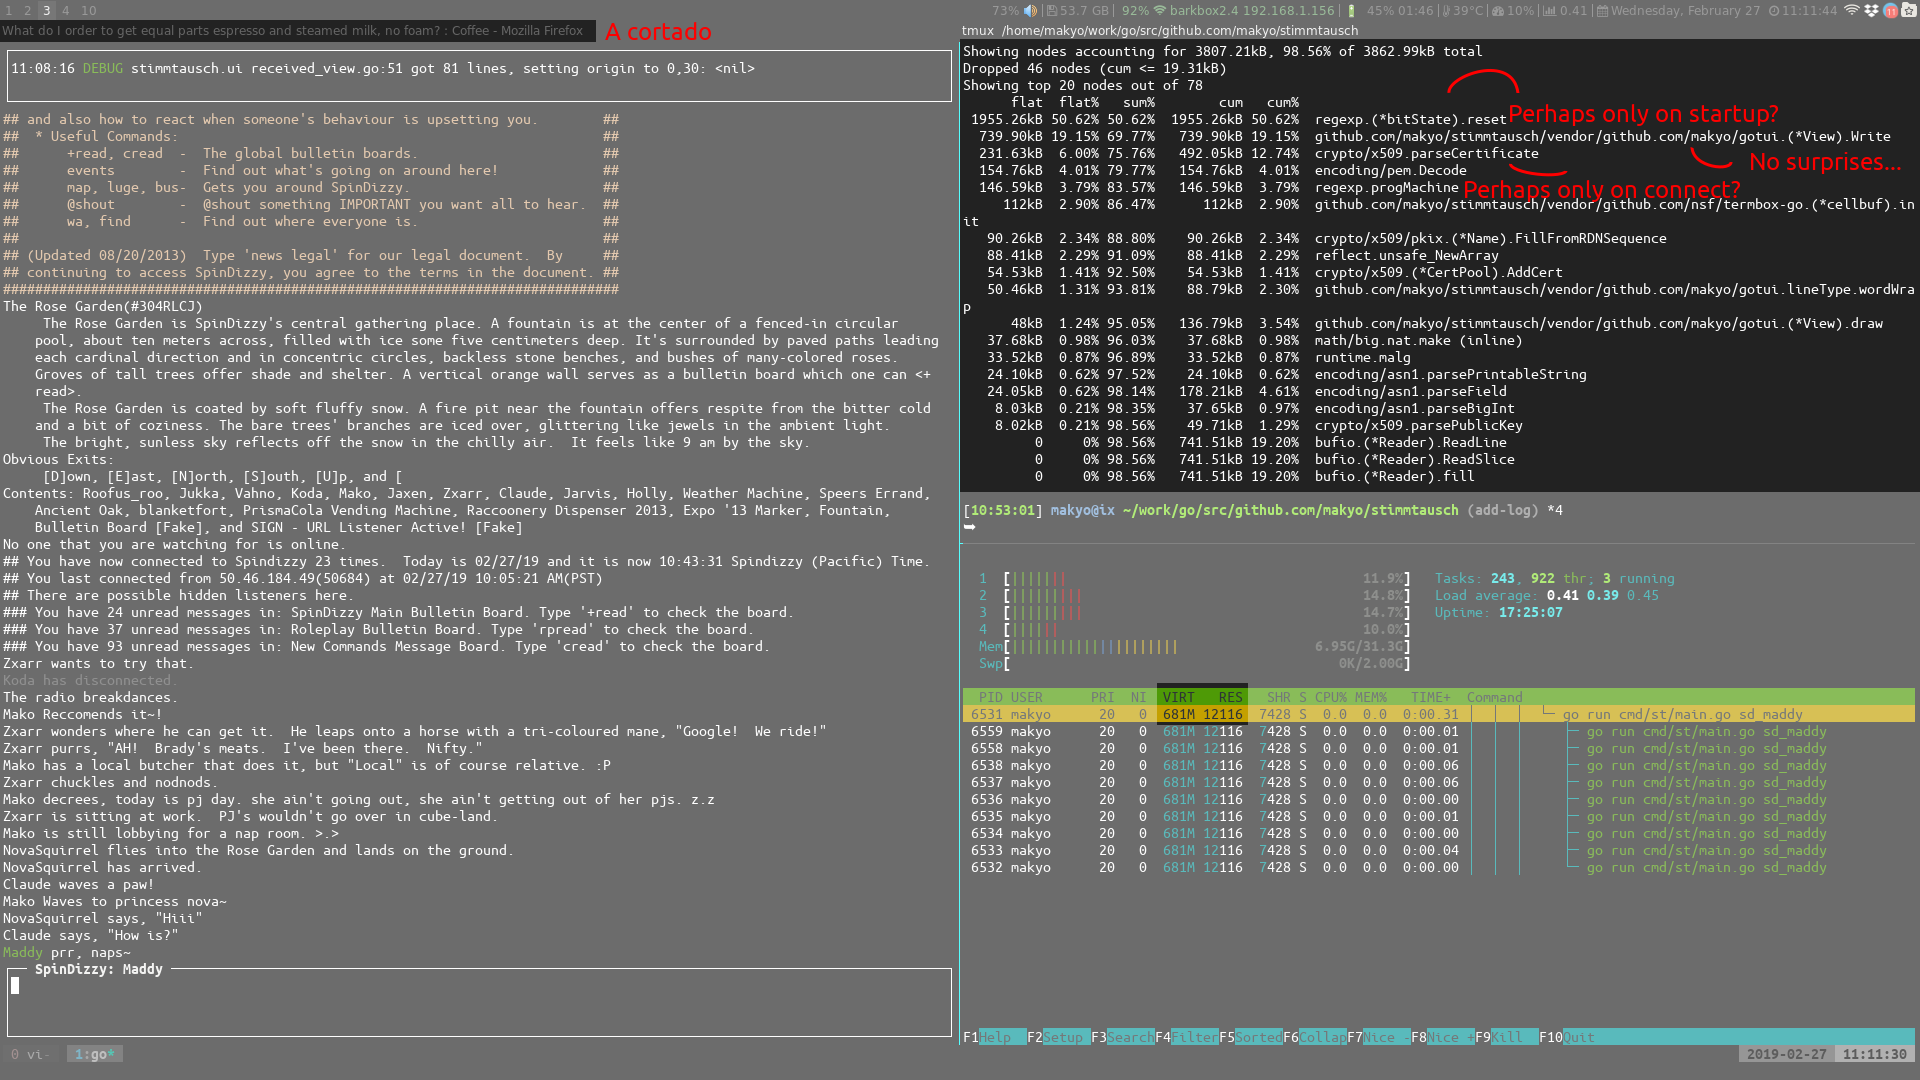 1 2 3 4 10
73% 53.7 GB | 92% barkbox2.4 192.168.1.156 | 45% 01:46 | 39°C | 10% | 0.41 | Wednesday, February 27 11:11:44
What do I order to get equal parts espresso and steamed milk, no foam? : Coffee - Mozilla Firefox
A cortado
11:08:16 DEBUG stimmtausch.ui received_view.go:51 got 81 lines, setting origin to 0,30: <nil>
## and also how to react when someone's behaviour is upsetting you. ##
## * Useful Commands: ##
## +read, cread - The global bulletin boards. ##
## events - Find out what's going on around here! ##
## map, luge, bus- Gets you around SpinDizzy. ##
## @shout - @shout something IMPORTANT you want all to hear. ##
## wa, find - Find out where everyone is. ##
## ##
## (Updated 08/20/2013) Type 'news legal' for our legal document. By ##
## continuing to access SpinDizzy, you agree to the terms in the document. ##
#############################################################################
The Rose Garden(#304RLCJ)
The Rose Garden is SpinDizzy's central gathering place. A fountain is at the center of a fenced-in circular
pool, about ten meters across, filled with ice some five centimeters deep. It's surrounded by paved paths leading
each cardinal direction and in concentric circles, backless stone benches, and bushes of many-colored roses.
Groves of tall trees offer shade and shelter. A vertical orange wall serves as a bulletin board which one can <+
read>.
The Rose Garden is coated by soft fluffy snow. A fire pit near the fountain offers respite from the bitter cold
and a bit of coziness. The bare trees' branches are iced over, glittering like jewels in the ambient light.
The bright, sunless sky reflects off the snow in the chilly air. It feels like 9 am by the sky.
Obvious Exits:
[D]own, [E]ast, [N]orth, [S]outh, [U]p, and [
Contents: Roofus_roo, Jukka, Vahno, Koda, Mako, Jaxen, Zxarr, Claude, Jarvis, Holly, Weather Machine, Speers Errand,
Ancient Oak, blanketfort, PrismaCola Vending Machine, Raccoonery Dispenser 2013, Expo '13 Marker, Fountain,
Bulletin Board [Fake], and SIGN - URL Listener Active! [Fake]
No one that you are watching for is online.
## You have now connected to Spindizzy 23 times. Today is 02/27/19 and it is now 10:43:31 Spindizzy (Pacific) Time.
## You last connected from 50.46.184.49(50684) at 02/27/19 10:05:21 AM(PST)
## There are possible hidden listeners here.
### You have 24 unread messages in: SpinDizzy Main Bulletin Board. Type '+read' to check the board.
### You have 37 unread messages in: Roleplay Bulletin Board. Type 'rpread' to check the board.
### You have 93 unread messages in: New Commands Message Board. Type 'cread' to check the board.
Zxarr wants to try that.
Koda has disconnected.
The radio breakdances.
Mako Reccomends it~!
Zxarr wonders where he can get it. He leaps onto a horse with a tri-coloured mane, "Google! We ride!"
Zxarr purrs, "AH! Brady's meats. I've been there. Nifty."
Mako has a local butcher that does it, but "Local" is of course relative. :P
Zxarr chuckles and nodnods.
Mako decrees, today is pj day. she ain't going out, she ain't getting out of her pjs. z.z
Zxarr is sitting at work. PJ's wouldn't go over in cube-land.
Mako is still lobbying for a nap room. >.>
NovaSquirrel flies into the Rose Garden and lands on the ground.
NovaSquirrel has arrived.
Claude waves a paw!
Mako Waves to princess nova~
NovaSquirrel says, "Hiii"
Claude says, "How is?"
Maddy prr, naps~
SpinDizzy: Maddy
0 vi- 1:go*
tmux /home/makyo/work/go/src/github.com/makyo/stimmtausch
Showing nodes accounting for 3807.21kB, 98.56% of 3862.99kB total
Dropped 46 nodes (cum <= 19.31kB)
Showing top 20 nodes out of 78
flat flat% sum% cum cum%
1955.26kB 50.62% 50.62% 1955.26kB 50.62% regexp.(*bitState).reset
Perhaps only on startup?
739.90kB 19.15% 69.77% 739.90kB 19.15% github.com/makyo/stimmtausch/vendor/github.com/makyo/gotui.(*View).Write
231.63kB 6.00% 75.76% 492.05kB 12.74% crypto/x509.parseCertificate
No surprises...
154.76kB 4.01% 79.77% 154.76kB 4.01% encoding/pem.Decode
146.59kB 3.79% 83.57% 146.59kB 3.79% regexp.progMachine
Perhaps only on connect?
112kB 2.90% 86.47% 112kB 2.90% github.com/makyo/stimmtausch/vendor/github.com/nsf/termbox-go.(*cellbuf).in
it
90.26kB 2.34% 88.80% 90.26kB 2.34% crypto/x509/pkix.(*Name).FillFromRDNSequence
88.41kB 2.29% 91.09% 88.41kB 2.29% reflect.unsafe_NewArray
54.53kB 1.41% 92.50% 54.53kB 1.41% crypto/x509.(*CertPool).AddCert
50.46kB 1.31% 93.81% 88.79kB 2.30% github.com/makyo/stimmtausch/vendor/github.com/makyo/gotui.lineType.wordWra
p
48kB 1.24% 95.05% 136.79kB 3.54% github.com/makyo/stimmtausch/vendor/github.com/makyo/gotui.(*View).draw
37.68kB 0.98% 96.03% 37.68kB 0.98% math/big.nat.make (inline)
33.52kB 0.87% 96.89% 33.52kB 0.87% runtime.malg
24.10kB 0.62% 97.52% 24.10kB 0.62% encoding/asn1.parsePrintableString
24.05kB 0.62% 98.14% 178.21kB 4.61% encoding/asn1.parseField
8.03kB 0.21% 98.35% 37.65kB 0.97% encoding/asn1.parseBigInt
8.02kB 0.21% 98.56% 49.71kB 1.29% crypto/x509.parsePublicKey
0 0% 98.56% 741.51kB 19.20% bufio.(*Reader).ReadLine
0 0% 98.56% 741.51kB 19.20% bufio.(*Reader).ReadSlice
0 0% 98.56% 741.51kB 19.20% bufio.(*Reader).fill
[10:53:01] makyo@ix ~/work/go/src/github.com/makyo/stimmtausch (add-log) *4
1 [ 11.9%] Tasks: 243, 922 thr; 3 running
2 [ 14.8%] Load average: 0.41 0.39 0.45
3 [ 14.7%] Uptime: 17:25:07
4 [ 10.0%]
Mem[ 6.95G/31.3G]
Swp[ 0K/2.00G]
PID USER PRI NI VIRT RES SHR S CPU% MEM% TIME+ Command
6531 makyo 20 0 681M 12116 7428 S 0.0 0.0 0:00.31 go run cmd/st/main.go sd_maddy
6559 makyo 20 0 681M 12116 7428 S 0.0 0.0 0:00.01 go run cmd/st/main.go sd_maddy
6558 makyo 20 0 681M 12116 7428 S 0.0 0.0 0:00.01 go run cmd/st/main.go sd_maddy
6538 makyo 20 0 681M 12116 7428 S 0.0 0.0 0:00.06 go run cmd/st/main.go sd_maddy
6537 makyo 20 0 681M 12116 7428 S 0.0 0.0 0:00.06 go run cmd/st/main.go sd_maddy
6536 makyo 20 0 681M 12116 7428 S 0.0 0.0 0:00.00 go run cmd/st/main.go sd_maddy
6535 makyo 20 0 681M 12116 7428 S 0.0 0.0 0:00.01 go run cmd/st/main.go sd_maddy
6534 makyo 20 0 681M 12116 7428 S 0.0 0.0 0:00.00 go run cmd/st/main.go sd_maddy
6533 makyo 20 0 681M 12116 7428 S 0.0 0.0 0:00.04 go run cmd/st/main.go sd_maddy
6532 makyo 20 0 681M 12116 7428 S 0.0 0.0 0:00.00 go run cmd/st/main.go sd_maddy
F1Help F2Setup F3SearchF4FilterF5SortedF6CollapF7Nice -F8Nice +F9Kill F10Quit
2019-02-27 11:11:30